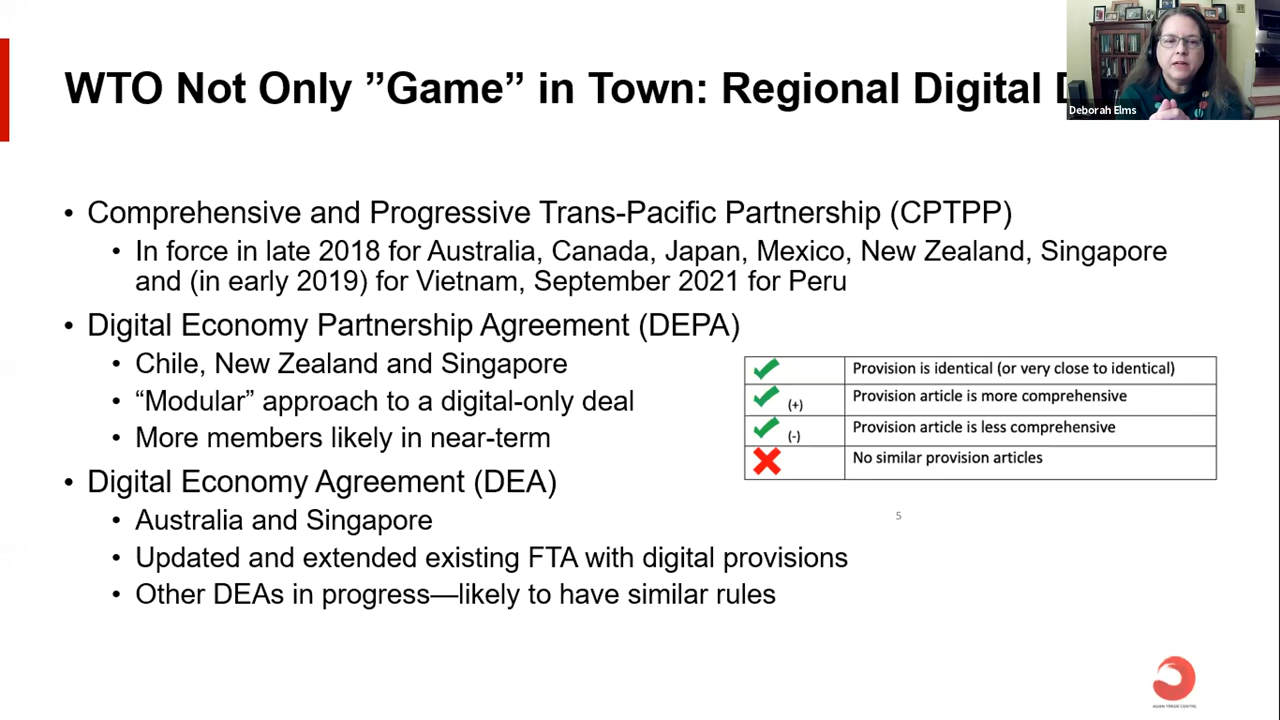 WTO Not Only ”Game” in Town: Regional Digital
Deborah Elms
• Comprehensive and Progressive Trans-Pacific Partnership (CPTPP)
• In force in late 2018 for Australia, Canada, Japan, Mexico, New Zealand, Singapore
and (in early 2019) for Vietnam, September 2021 for Peru
• Digital Economy Partnership Agreement (DEPA)
• Chile, New Zealand and Singapore
• “Modular” approach to a digital-only deal
• More members likely in near-term
• Digital Economy Agreement (DEA)
• Australia and Singapore
• Updated and extended existing FTA with digital provisions
• Other DEAs in progress—likely to have similar rules
Provision is identical (or very close to identical)
(+) Provision article is more comprehensive
(-) Provision article is less comprehensive
No similar provision articles
5
ASIAN TRADE CENTRE